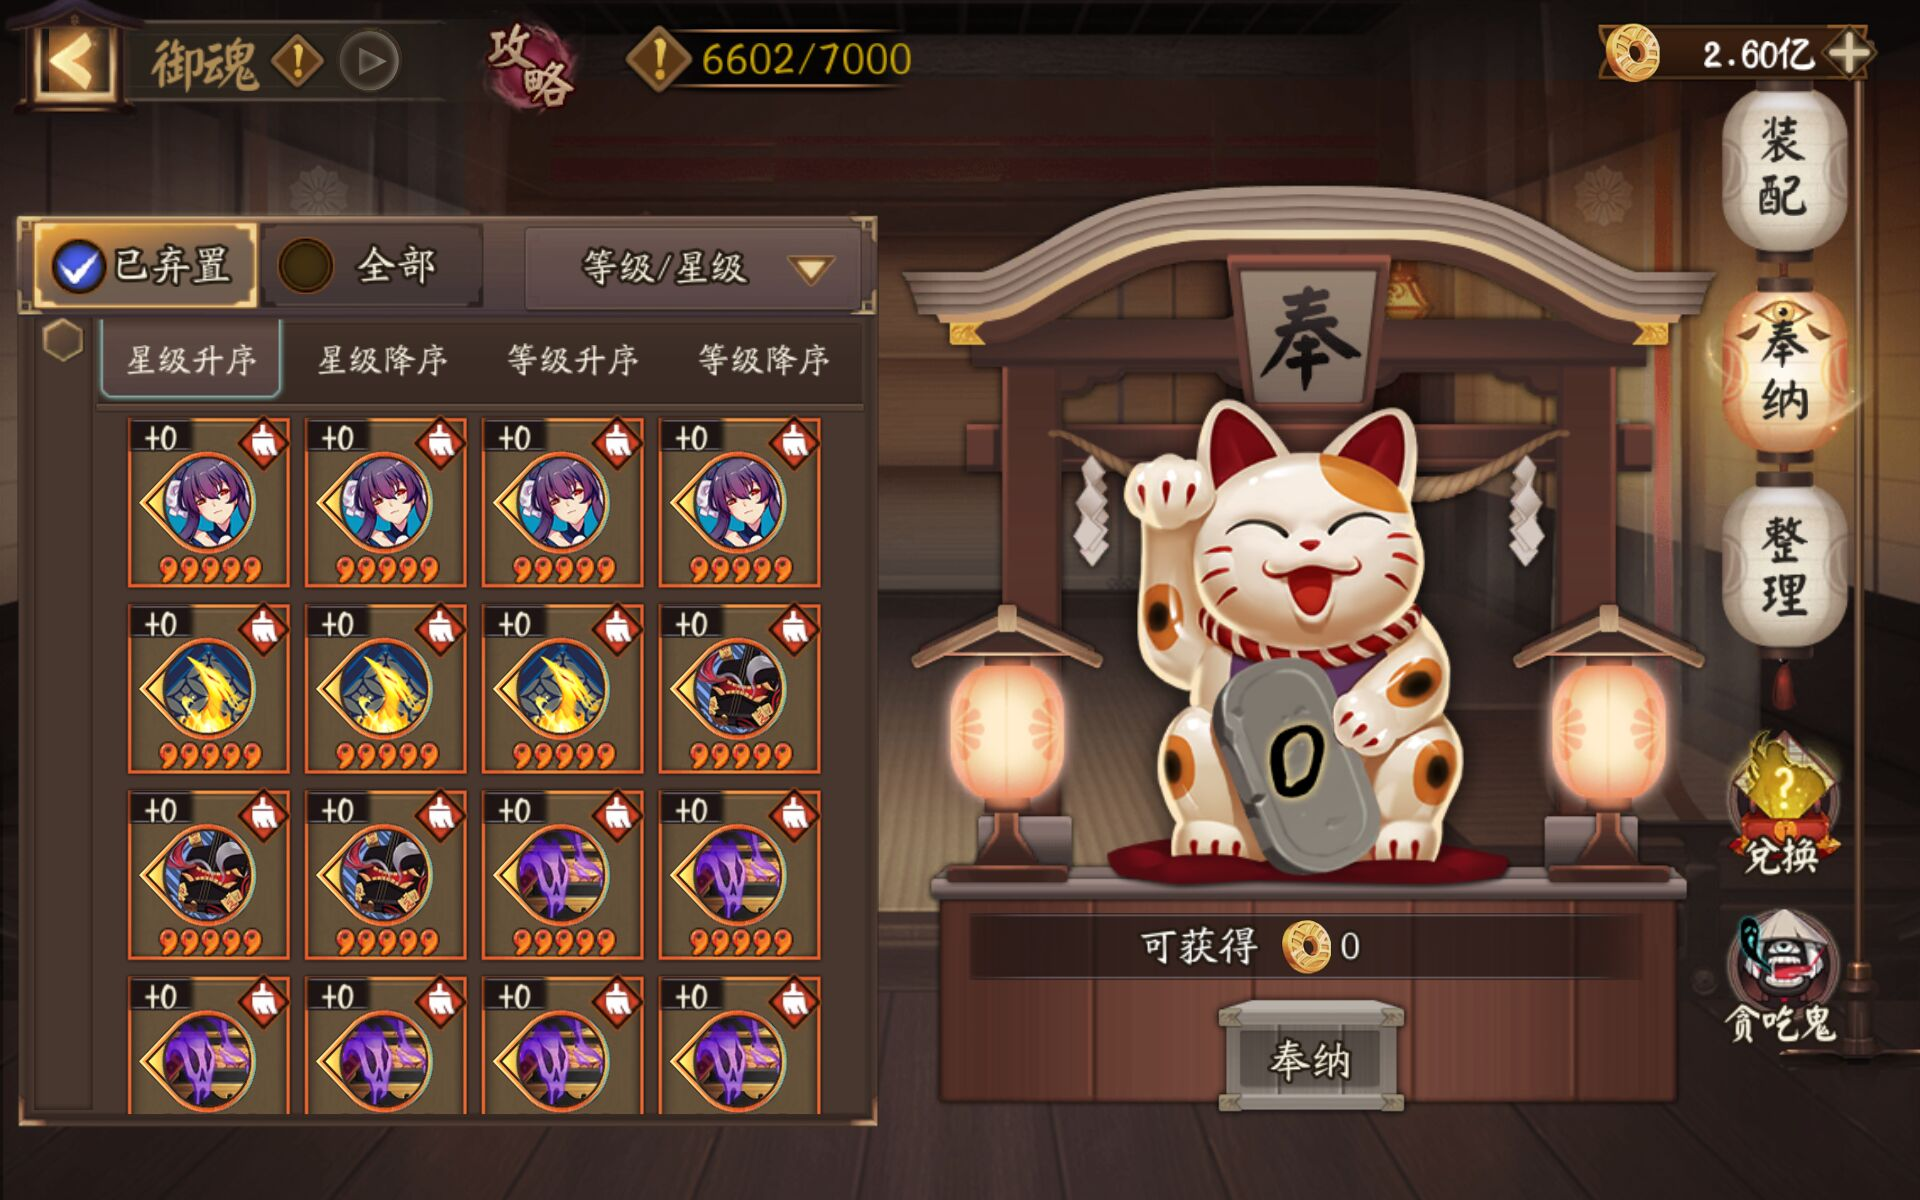 御魂
攻略
6602/7000
2.60亿
已弃置 全部 等级/星级
星级升序 星级降序 等级升序 等级降序
+0 +0 +0 +0
+0 +0 +0 +0
+0 +0 +0 +0
+0 +0 +0 +0
奉
0
可获得 0
奉纳
装配
奉纳
整理
?
兑换
贪吃鬼